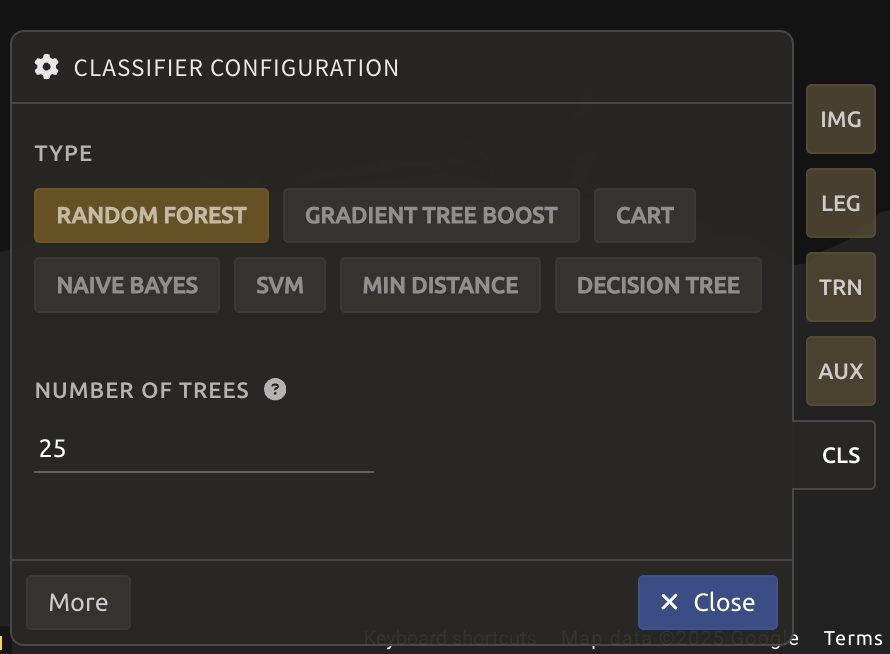 CLASSIFIER CONFIGURATION
IMG
TYPE
LEG
RANDOM FOREST GRADIENT TREE BOOST CART
NAIVE BAYES SVM MIN DISTANCE DECISION TREE
TRN
AUX
NUMBER OF TREES ?
25
CLS
More
× Close
Keyboard shortcuts Map data ©2025 Google Terms